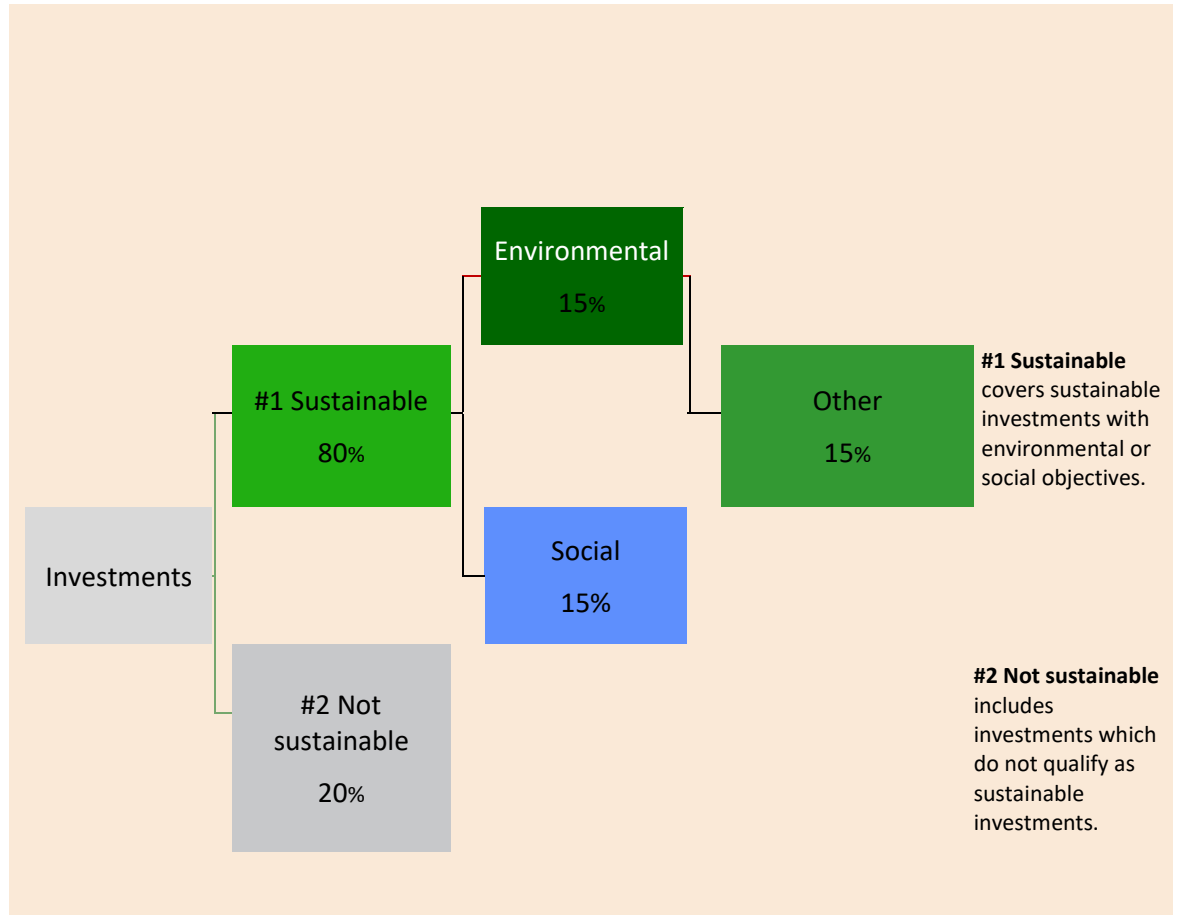 Environmental
15%
#1 Sustainable
80%
Other
15%
#1 Sustainable
covers sustainable
investments with
environmental or
social objectives.
Investments
Social
15%
#2 Not
sustainable
20%
#2 Not sustainable
includes
investments which
do not qualify as
sustainable
investments.